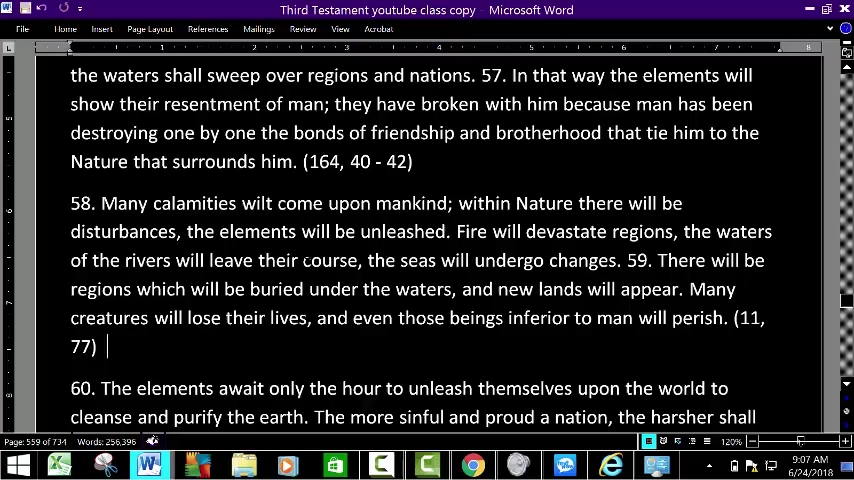 Third Testament youtube class copy - Microsoft Word
File Home Insert Page Layout References Mailings Review View Acrobat
1 2 3 4 5 6 7 8
the waters shall sweep over regions and nations. 57. In that way the elements will
show their resentment of man; they have broken with him because man has been
destroying one by one the bonds of friendship and brotherhood that tie him to the
Nature that surrounds him. (164, 40 - 42)
58. Many calamities wilt come upon mankind; within Nature there will be
disturbances, the elements will be unleashed. Fire will devastate regions, the waters
of the rivers will leave their course, the seas will undergo changes. 59. There will be
regions which will be buried under the waters, and new lands will appear. Many
creatures will lose their lives, and even those beings inferior to man will perish. (11,
77)
60. The elements await only the hour to unleash themselves upon the world to
cleanse and purify the earth. The more sinful and proud a nation, the harsher shall
Page: 559 of 734 Words: 256,396 120%
9:07 AM
6/24/2018